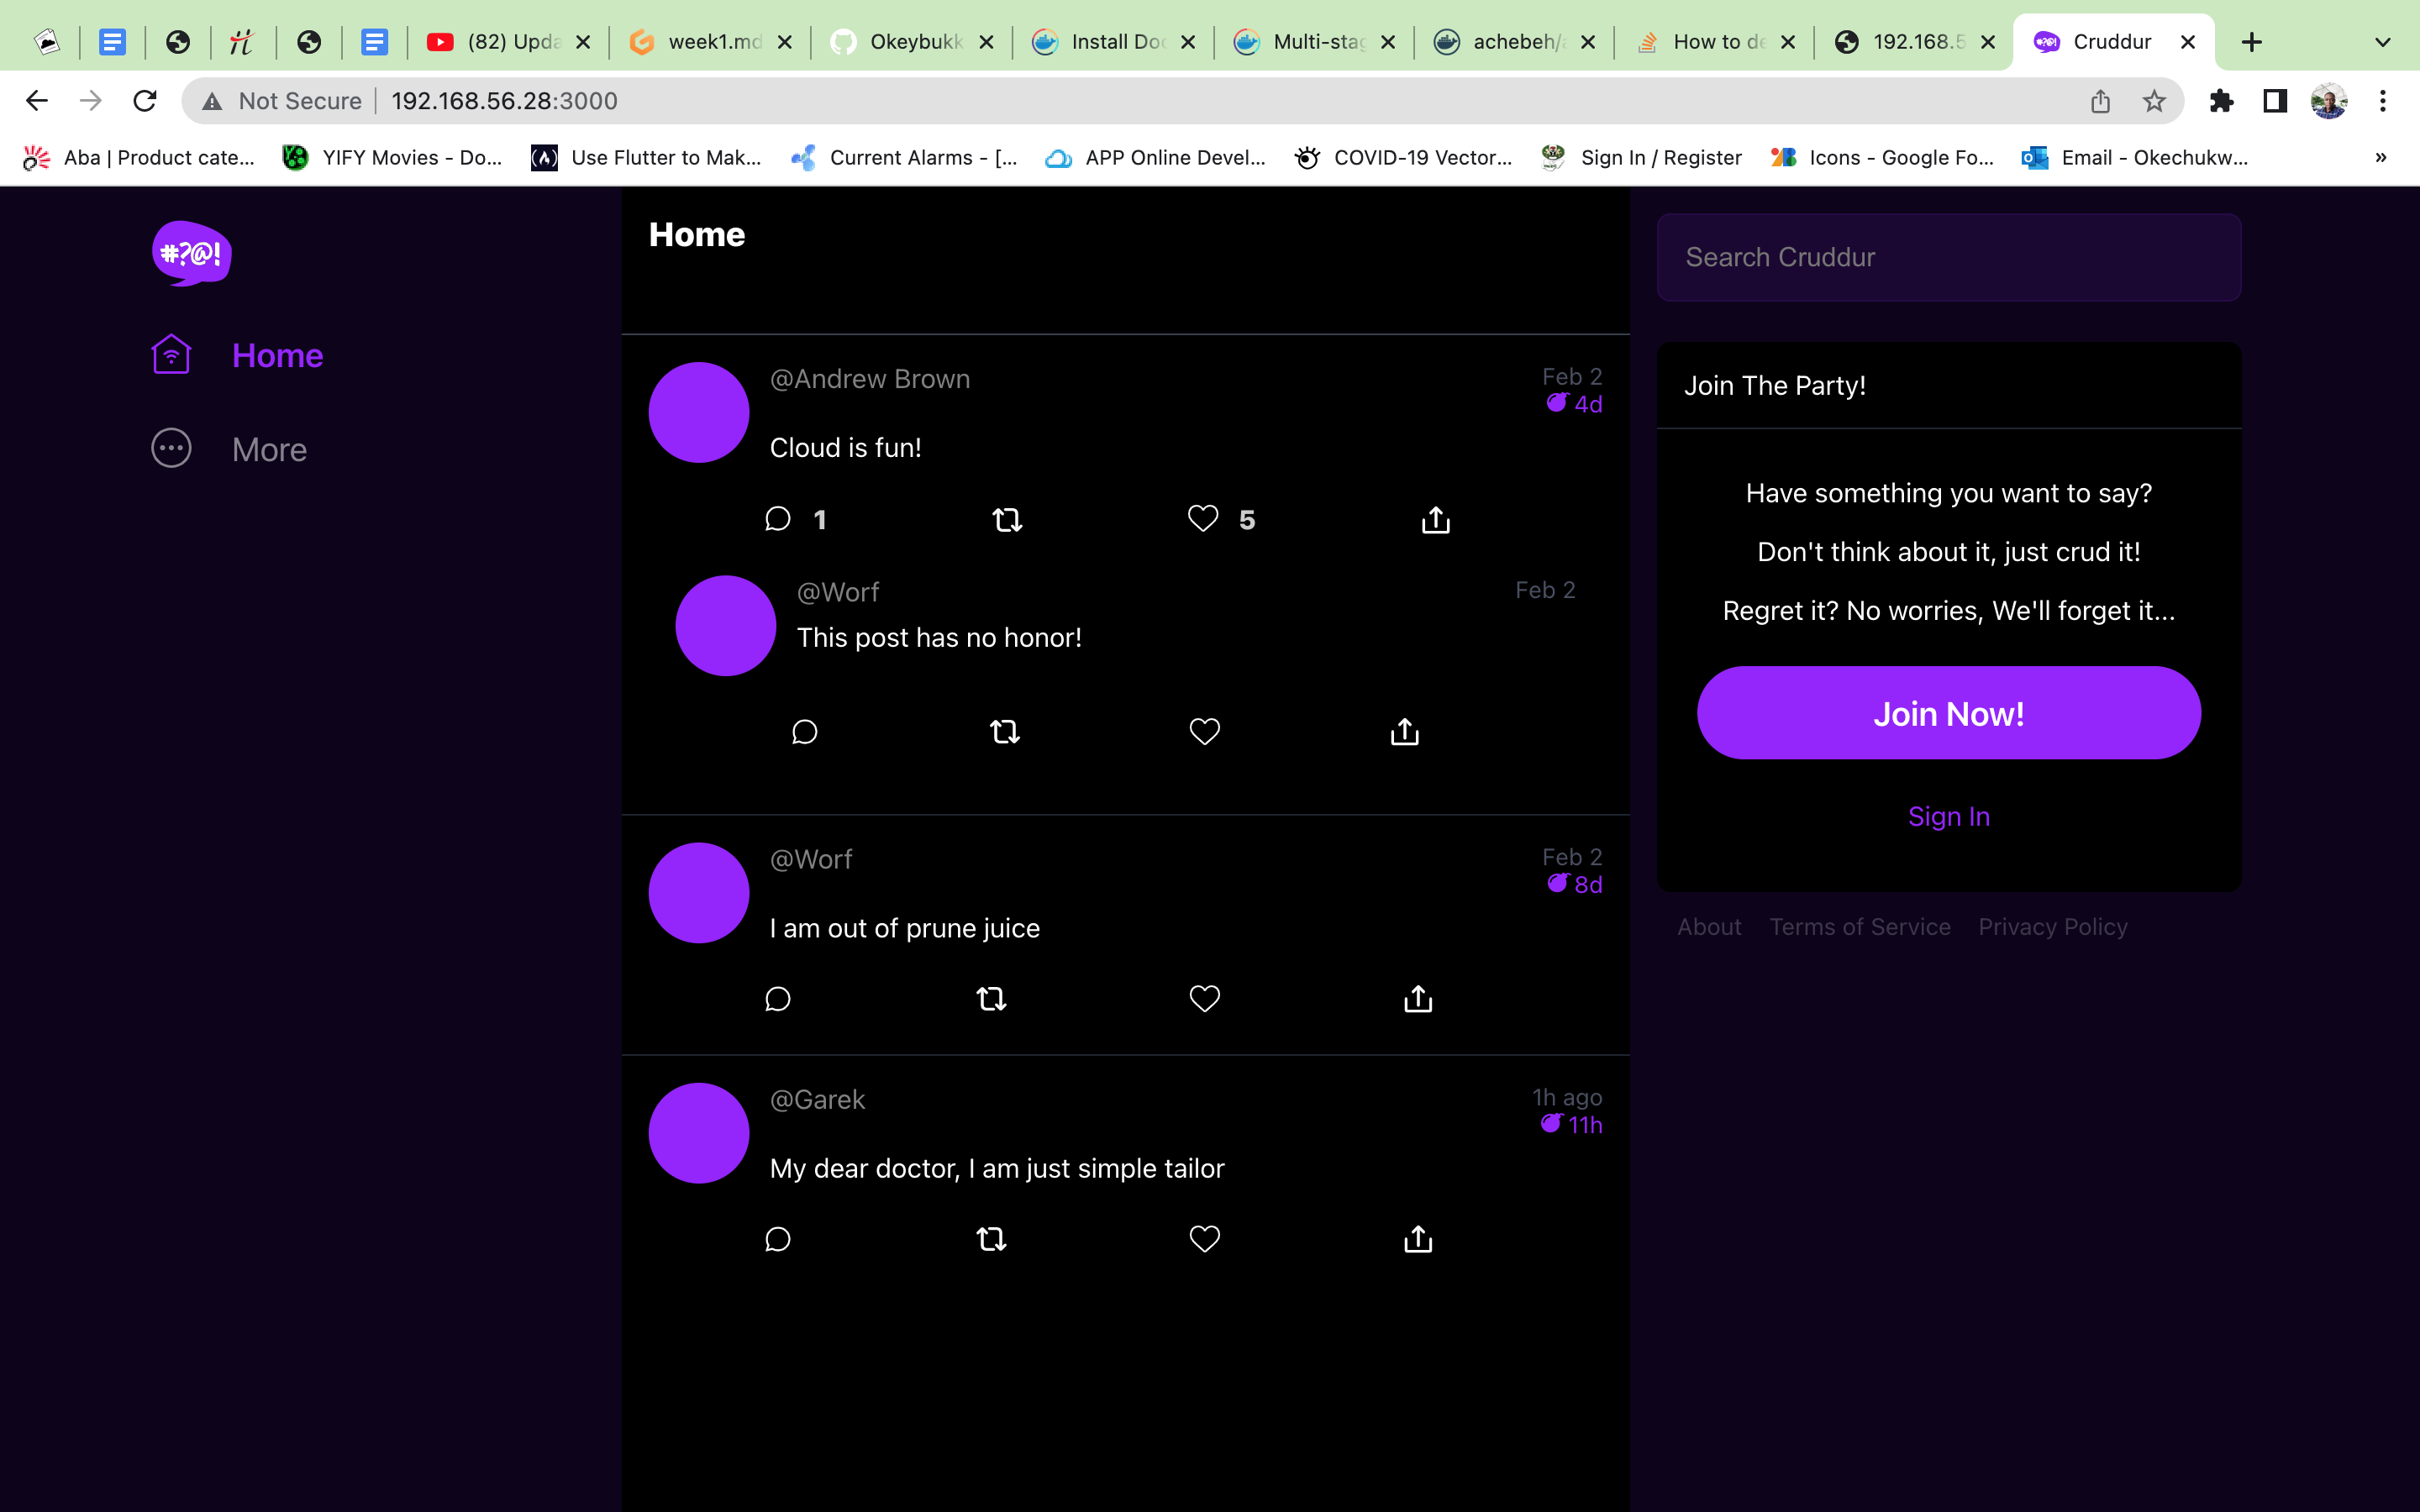 (82) Upda
week1.md
Okeybukk
Install Doc
Multi-stag
achebeh/a
How to de
192.168.5
Cruddur
Not Secure
192.168.56.28:3000
Aba | Product cate...
YIFY Movies - Do...
Use Flutter to Mak...
Current Alarms - [...
APP Online Devel...
COVID-19 Vector...
Sign In / Register
Icons - Google Fo...
Email - Okechukw...
»
#?@!
Home
More
Home
@Andrew Brown
Feb 2
4d
Cloud is fun!
1
5
@Worf
Feb 2
This post has no honor!
@Worf
Feb 2
8d
I am out of prune juice
@Garek
1h ago
11h
My dear doctor, I am just simple tailor
Search Cruddur
Join The Party!
Have something you want to say?
Don't think about it, just crud it!
Regret it? No worries, We'll forget it...
Join Now!
Sign In
About
Terms of Service
Privacy Policy